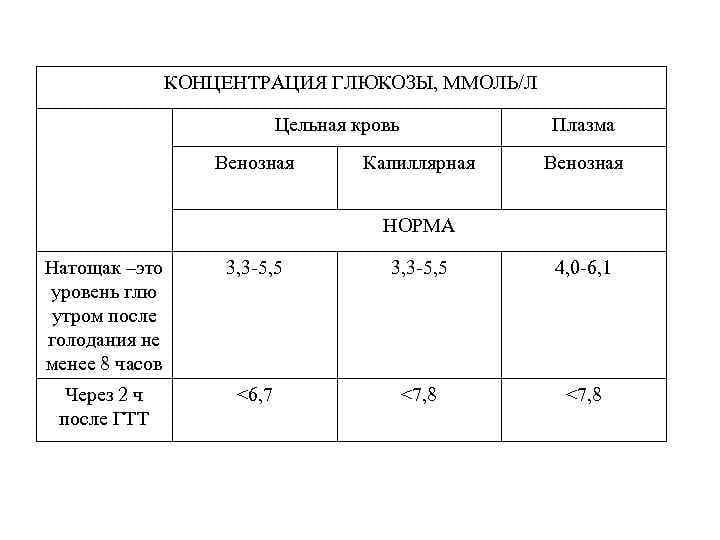 КОНЦЕНТРАЦИЯ ГЛЮКОЗЫ, ММОЛЬ/Л
Цельная кровь Плазма
Венозная Капиллярная Венозная
НОРМА
Натощак –это 3,3-5, 5 3,3-5, 5 4,0-6,1
уровень глю
утром после
голодания не
менее 8 часов
Через 2 ч <6,7 <7, 8 <7, 8
после ГТТ